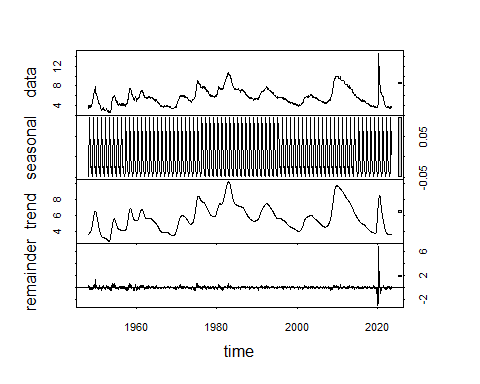 data
4 8 12
seasonal
-0.05 0.05
trend
4 6 8
remainder
-2 2 6
1960 1980 2000 2020
time